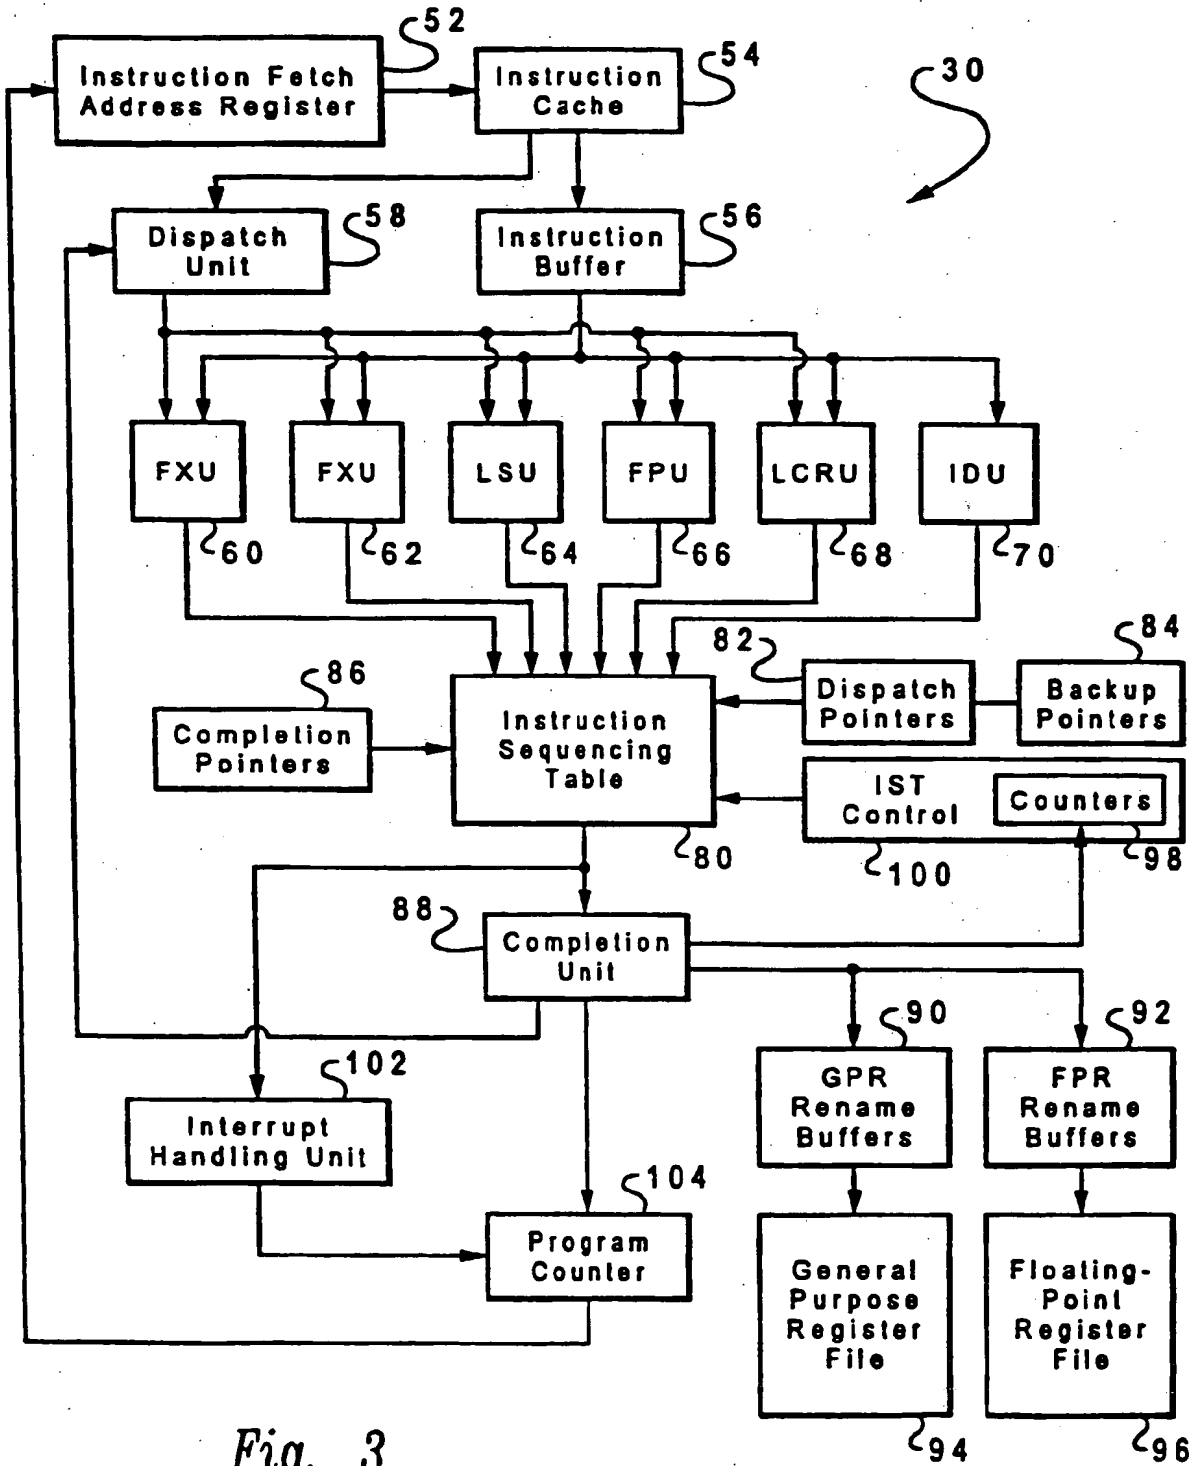 52
Instruction Fetch
Address Register
Instruction
Cache
54
30
58
Dispatch
Unit
56
Instruction
Buffer
FXU
FXU
LSU
FPU
LCRU
IDU
60
62
64
66
68
70
82
84
86
Completion
Pointers
Instruction
Sequencing
Table
Dispatch
Pointers
Backup
Pointers
IST
Control
Counters
80
100
98
88
Completion
Unit
90
92
102
Interrupt
Handling Unit
GPR
Rename
Buffers
FPR
Rename
Buffers
104
Program
Counter
General
Purpose
Register
File
Floating-
Point
Register
File
94
96
Fig. 3